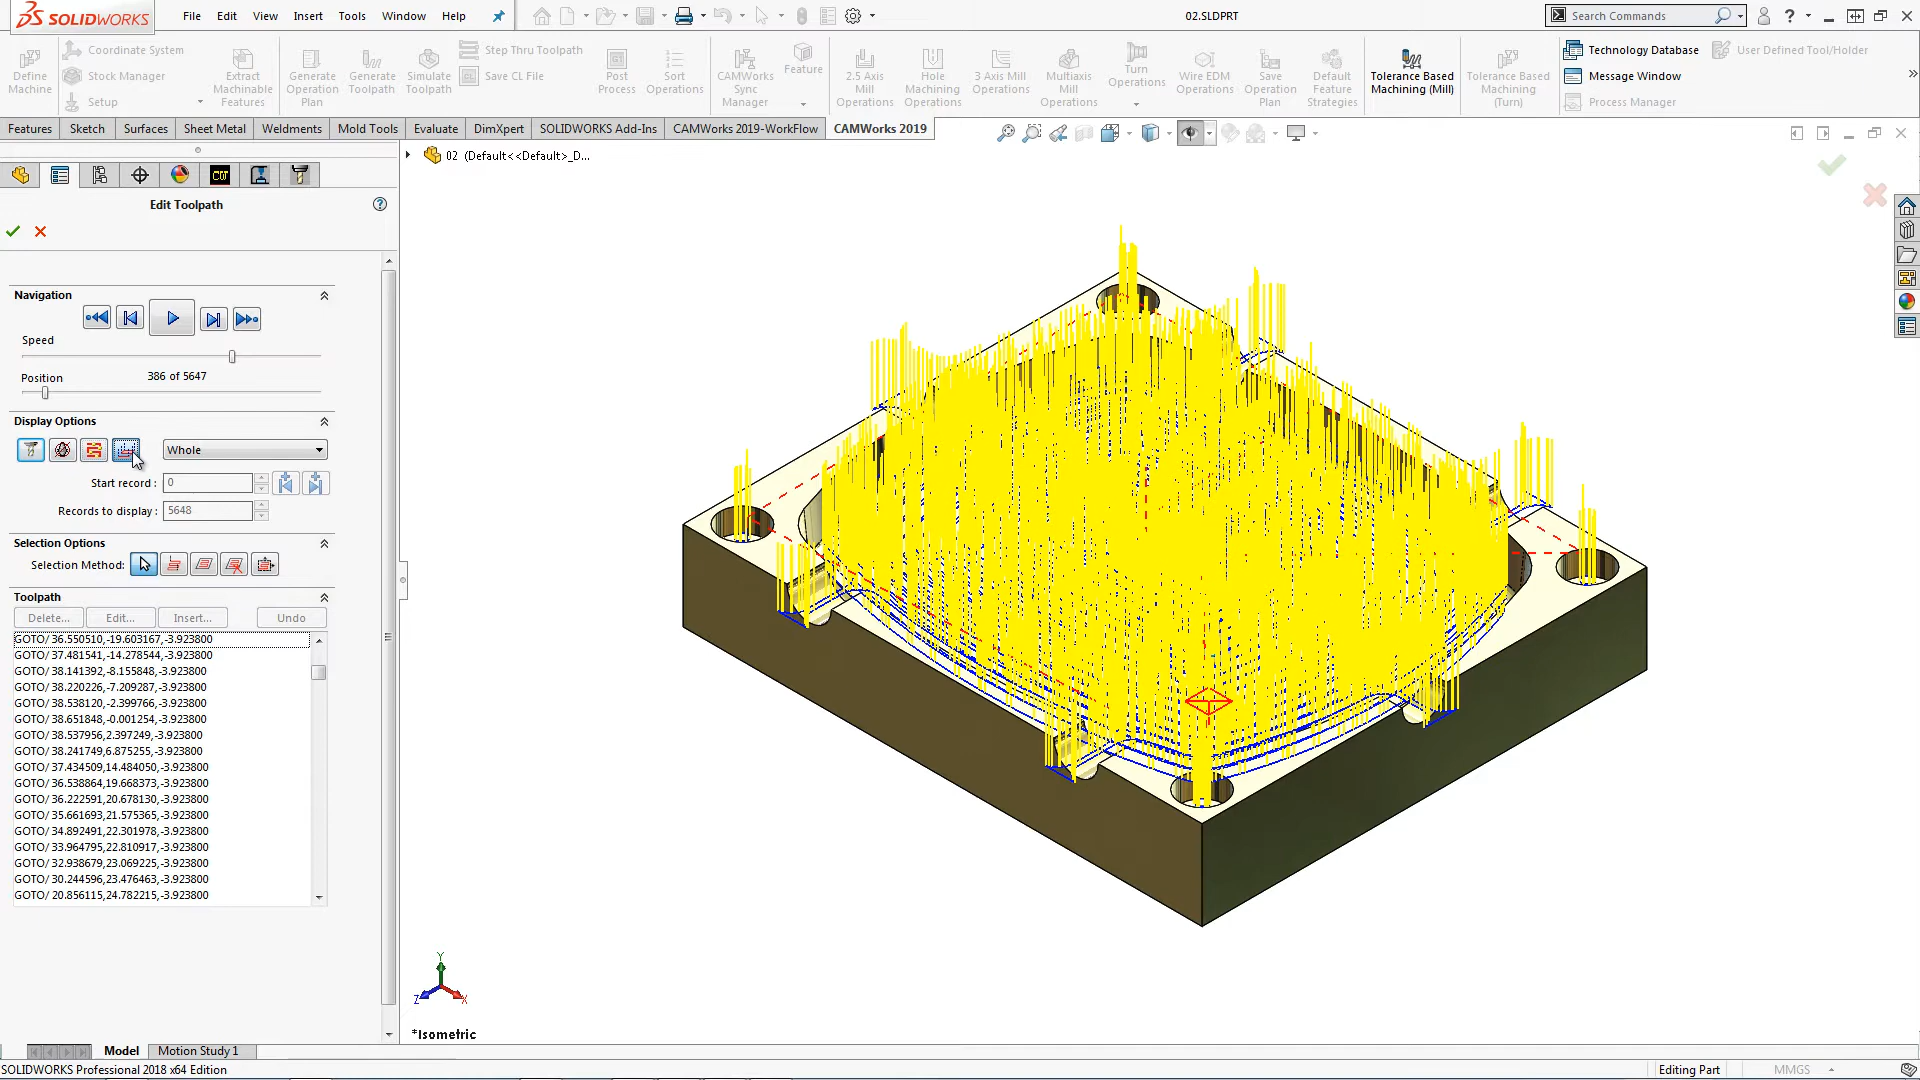 SOLIDWORKS
File Edit View Insert Tools Window Help
02.SLDPRT
Search Commands
Define Machine
Coordinate System
Stock Manager
Setup
Extract Machinable Features
Generate Operation Plan
Generate Toolpath
Simulate Toolpath
Step Thru Toolpath
Save CL File
Post Process
Sort Operations
CAMWorks Sync Manager
Feature
2.5 Axis Mill Operations
Hole Machining Operations
3 Axis Mill Operations
Multiaxis Mill Operations
Turn Operations
Wire EDM Operations
Save Operation Plan
Default Feature Strategies
Tolerance Based Machining (Mill)
Tolerance Based Machining (Turn)
Technology Database
Message Window
Process Manager
User Defined Tool/Holder
Features Sketch Surfaces Sheet Metal Weldments Mold Tools Evaluate DimXpert SOLIDWORKS Add-Ins CAMWorks 2019-WorkFlow CAMWorks 2019
02 (Default<<Default>_D...
CW
Edit Toolpath
Navigation
Speed
Position 386 of 5647
Display Options
Whole
Start record : 0
Records to display : 5648
Selection Options
Selection Method:
Toolpath
Delete... Edit... Insert... Undo
GOTO/ 36.550510,-19.603167,-3.923800
GOTO/ 37.481541,-14.278544,-3.923800
GOTO/ 38.141392,-8.155848,-3.923800
GOTO/ 38.220226,-7.209287,-3.923800
GOTO/ 38.538120,-2.399766,-3.923800
GOTO/ 38.651848,-0.001254,-3.923800
GOTO/ 38.537956,2.397249,-3.923800
GOTO/ 38.241749,6.875255,-3.923800
GOTO/ 37.434509,14.484050,-3.923800
GOTO/ 36.538864,19.668373,-3.923800
GOTO/ 36.222591,20.678130,-3.923800
GOTO/ 35.661693,21.575365,-3.923800
GOTO/ 34.892491,22.301978,-3.923800
GOTO/ 33.964795,22.810917,-3.923800
GOTO/ 32.938679,23.069225,-3.923800
GOTO/ 30.244596,23.476463,-3.923800
GOTO/ 20.856115,24.782215,-3.923800
Y
Z X
*Isometric
Model Motion Study 1
SOLIDWORKS Professional 2018 x64 Edition
Editing Part MMGS